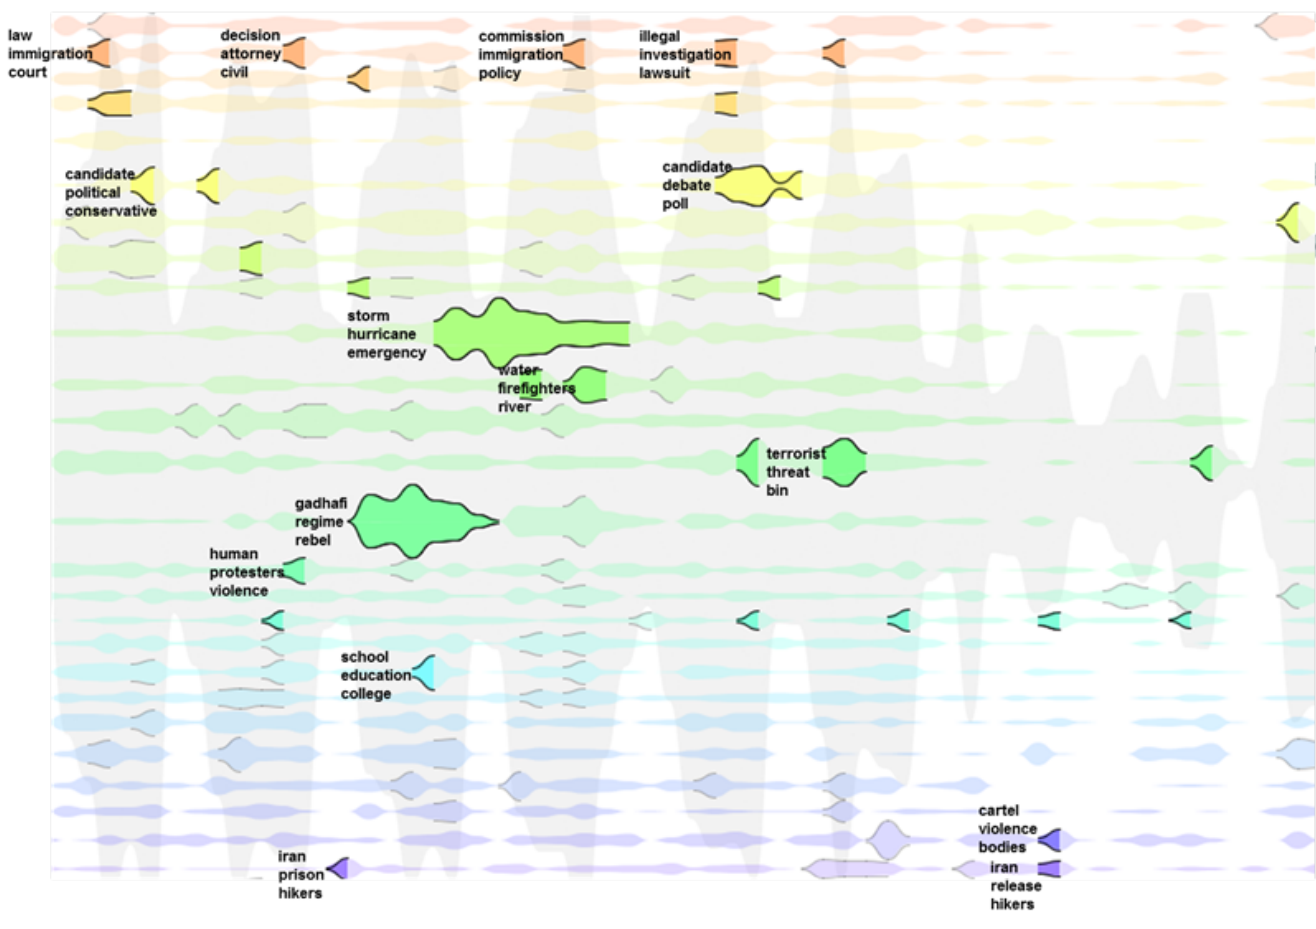 law
immigration
court
decision
attorney
civil
commission
immigration
policy
illegal
investigation
lawsuit
candidate
political
conservative
candidate
debate
poll
storm
hurricane
emergency
water
firefighters
river
terrorist
threat
bin
gadhafi
regime
rebel
human
protesters
violence
school
education
college
cartel
violence
bodies
iran
prison
hikers
iran
release
hikers